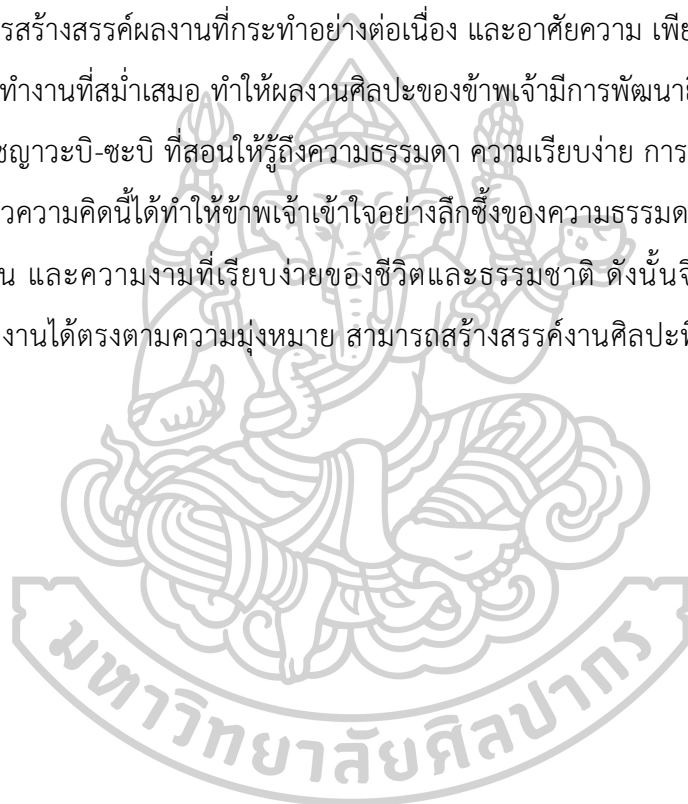 รสร้างสรรค์ผลงานที่กระทำอย่างต่อเนื่อง และอาศัยความ เพีย
ทำงานที่สม่ำเสมอ ทำให้ผลงานศิลปะของข้าพเจ้ามีการพัฒนา
ชญาวะบิ-ซะบิ ที่สอนให้รู้ถึงความธรรมดา ความเรียบง่าย การ
วความคิดนี้ได้ทำให้ข้าพเจ้าเข้าใจอย่างลึกซึ้งของความธรรมด
น และความงามที่เรียบง่ายของชีวิตและธรรมชาติ ดังนั้นจึ
งานได้ตรงตามความมุ่งหมาย สามารถสร้างสรรค์งานศิลปะที่
มหาวิทยาลัยศิลปากร